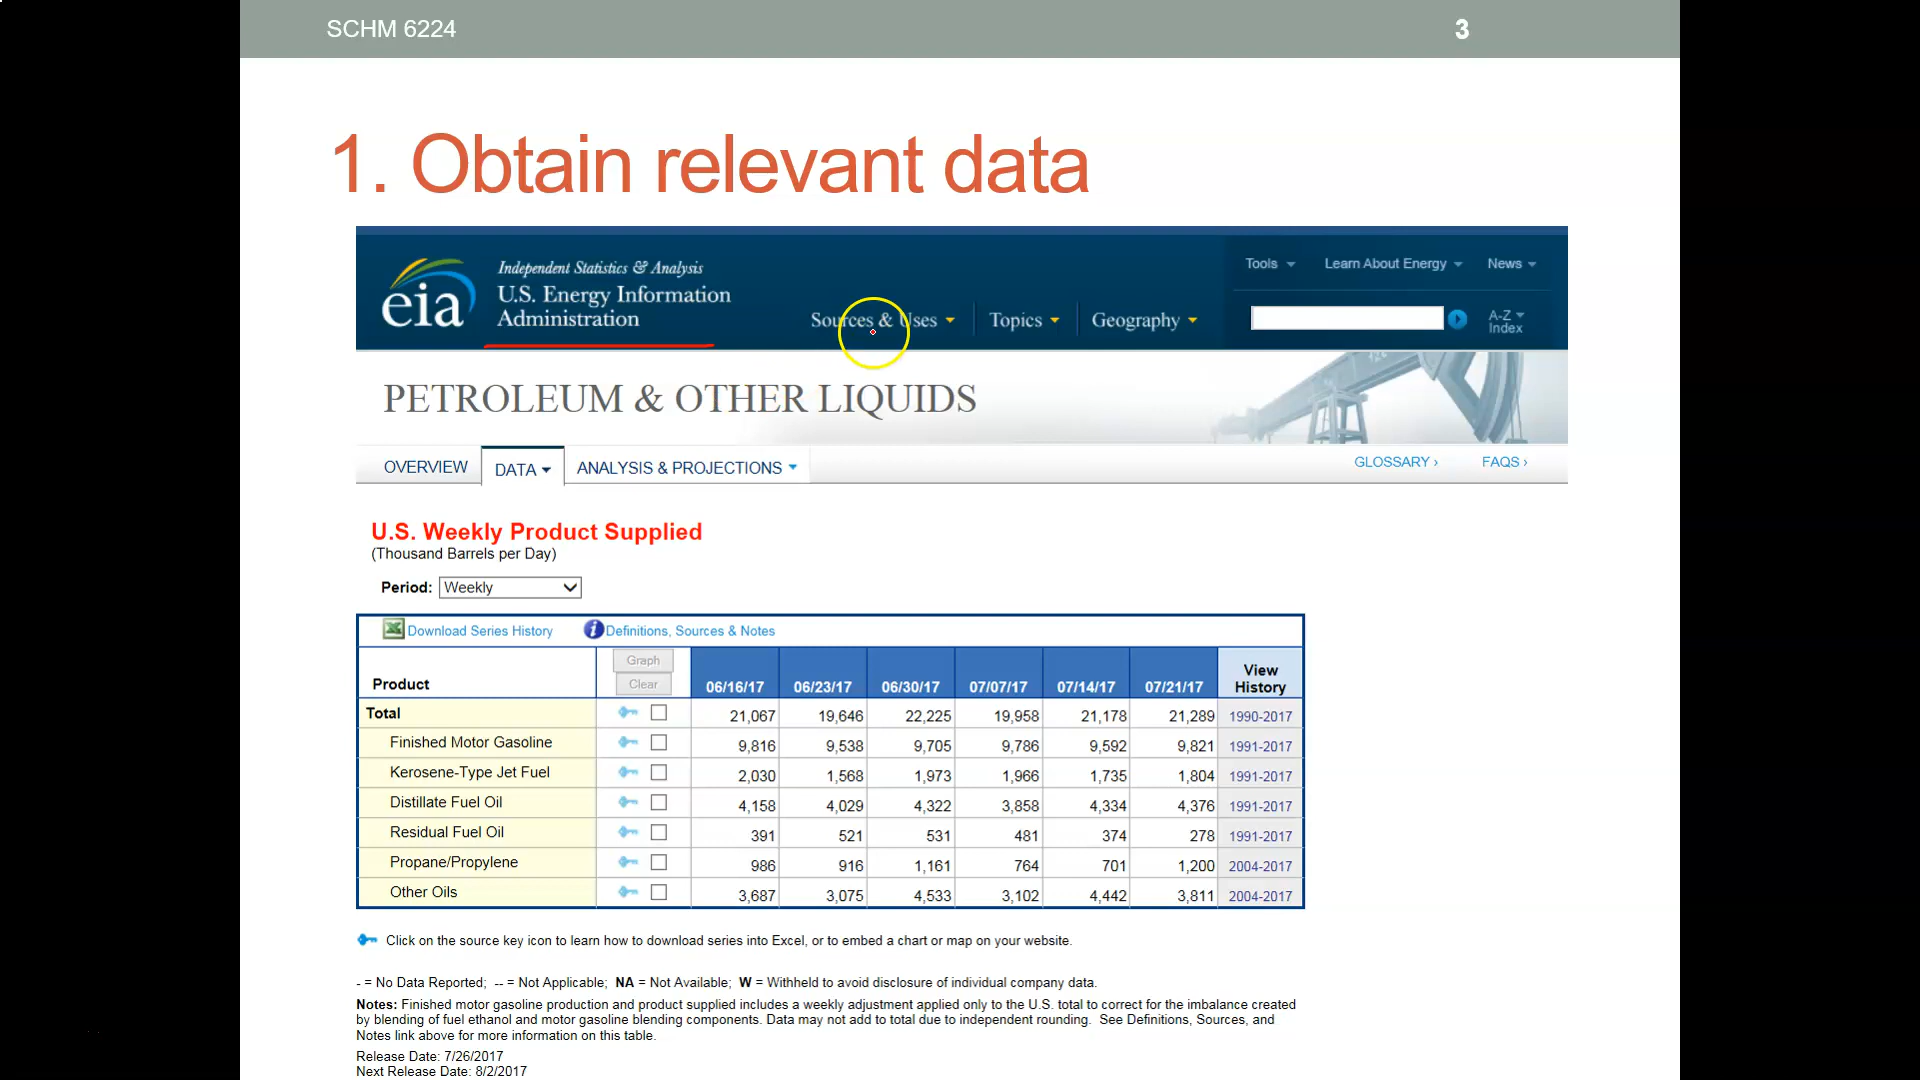 SCHM 6224
3
1. Obtain relevant data
eia
Independent Statistics & Analysis
U.S. Energy Information
Administration
Sources & Uses
Topics
Geography
Tools
Learn About Energy
News
A-Z
Index
PETROLEUM & OTHER LIQUIDS
OVERVIEW
DATA
ANALYSIS & PROJECTIONS
GLOSSARY ›
FAQS ›
U.S. Weekly Product Supplied
(Thousand Barrels per Day)
Period: Weekly
Download Series History
Definitions, Sources & Notes
Product Graph Clear 06/16/17 06/23/17 06/30/17 07/07/17 07/14/17 07/21/17 View History
Total 21,067 19,646 22,225 19,958 21,178 21,289 1990-2017
Finished Motor Gasoline 9,816 9,538 9,705 9,786 9,592 9,821 1991-2017
Kerosene-Type Jet Fuel 2,030 1,568 1,973 1,966 1,735 1,804 1991-2017
Distillate Fuel Oil 4,158 4,029 4,322 3,858 4,334 4,376 1991-2017
Residual Fuel Oil 391 521 531 481 374 278 1991-2017
Propane/Propylene 986 916 1,161 764 701 1,200 2004-2017
Other Oils 3,687 3,075 4,533 3,102 4,442 3,811 2004-2017
Click on the source key icon to learn how to download series into Excel, or to embed a chart or map on your website.
- = No Data Reported; -- = Not Applicable; NA = Not Available; W = Withheld to avoid disclosure of individual company data.
Notes: Finished motor gasoline production and product supplied includes a weekly adjustment applied only to the U.S. total to correct for the imbalance created
by blending of fuel ethanol and motor gasoline blending components. Data may not add to total due to independent rounding. See Definitions, Sources, and
Notes link above for more information on this table.
Release Date: 7/26/2017
Next Release Date: 8/2/2017